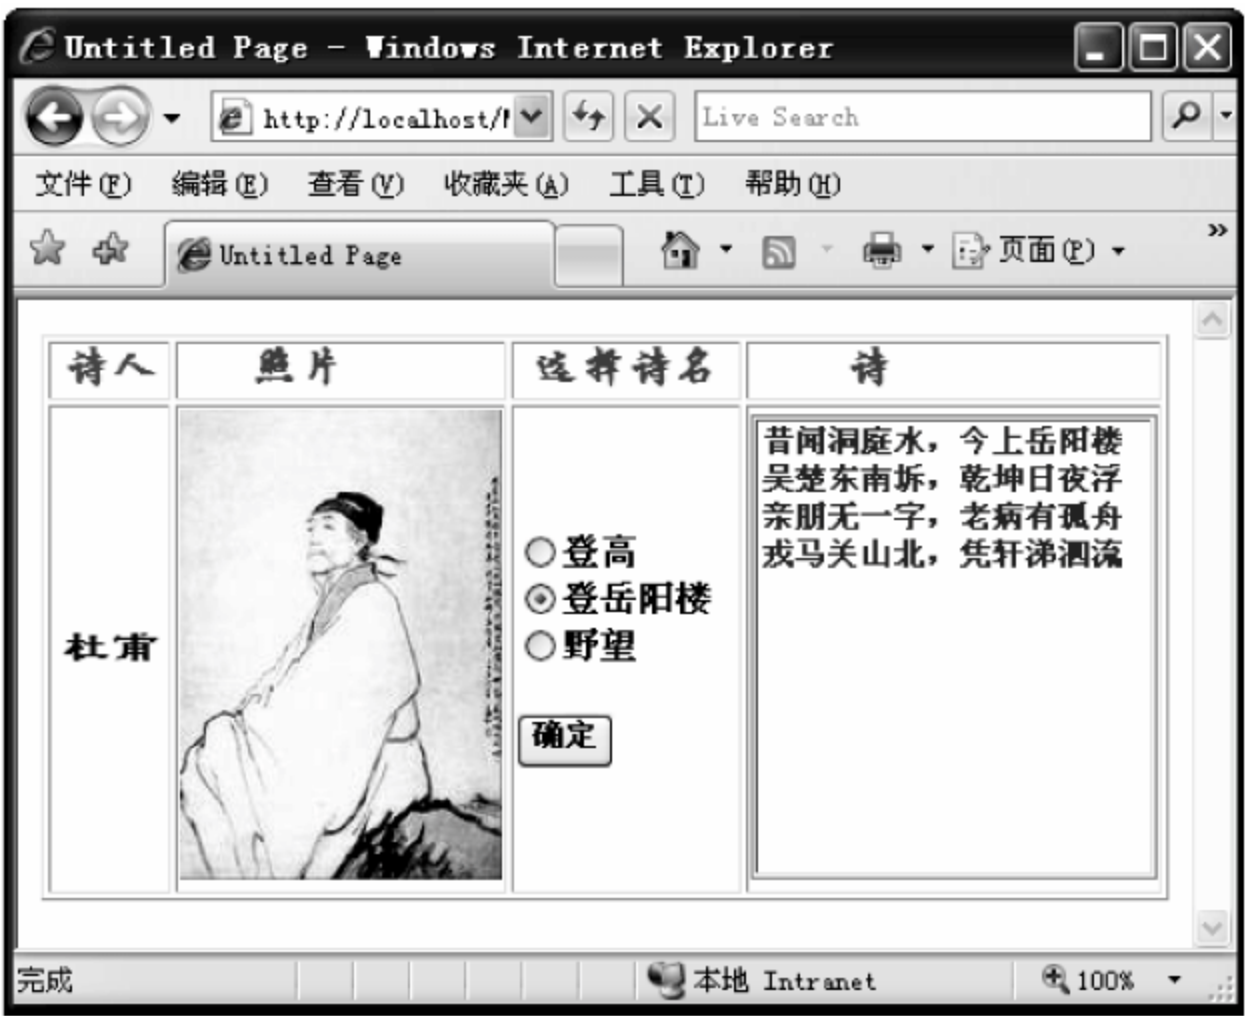 Untitled Page - Windows Internet Explorer
http://localhost/
Live Search
文件(F) 编辑(E) 查看(V) 收藏夹(A) 工具(T) 帮助(H)
Untitled Page
页面(P)
诗人 照片 选择诗名 诗
杜甫
登高
登岳阳楼
野望
确定
昔闻洞庭水，今上岳阳楼
吴楚东南坼，乾坤日夜浮
亲朋无一字，老病有孤舟
戎马关山北，凭轩涕泗流
完成 本地 Intranet 100%